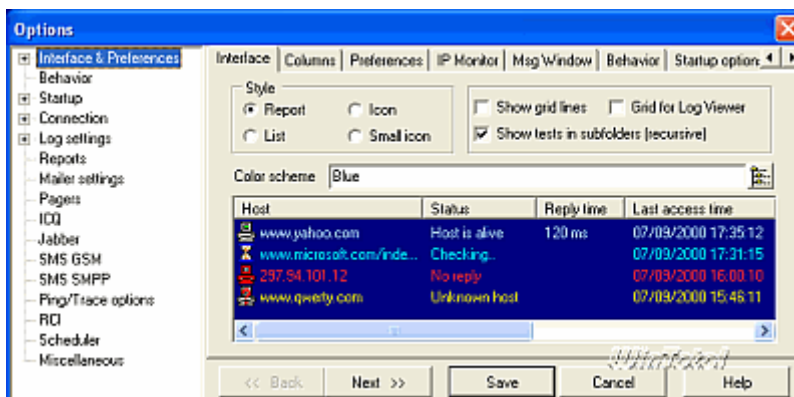 Options
Interface & Preferences
Behavior
Startup
Connection
Log settings
Reports
Mailer settings
Pagers
ICQ
Jabber
SMS GSM
SMS SMPP
Ping/Trace options
RCI
Scheduler
Miscellaneous
Interface Columns Preferences IP Monitor Msg Window Behavior Startup option
Style
Report Icon
List Small icon
Show grid lines Grid for Log Viewer
Show tests in subfolders (recursive)
Color scheme Blue
Host Status Reply time Last access time
www.yahoo.com Host is alive 120 ms 07/09/2000 17:35:12
www.microsoft.com/inde... Checking.. 07/09/2000 17:31:15
297.94.101.12 No reply 07/09/2000 16:00:10
www.qwerty.com Unknown host 07/09/2000 15:46:11
WinTotal
<< Back Next >> Save Cancel Help